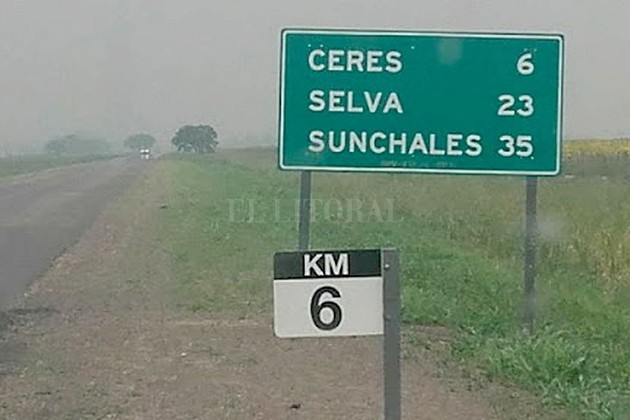 CERES 6
SELVA 23
SUNCHALES 35
EL LITORAL
KM
6